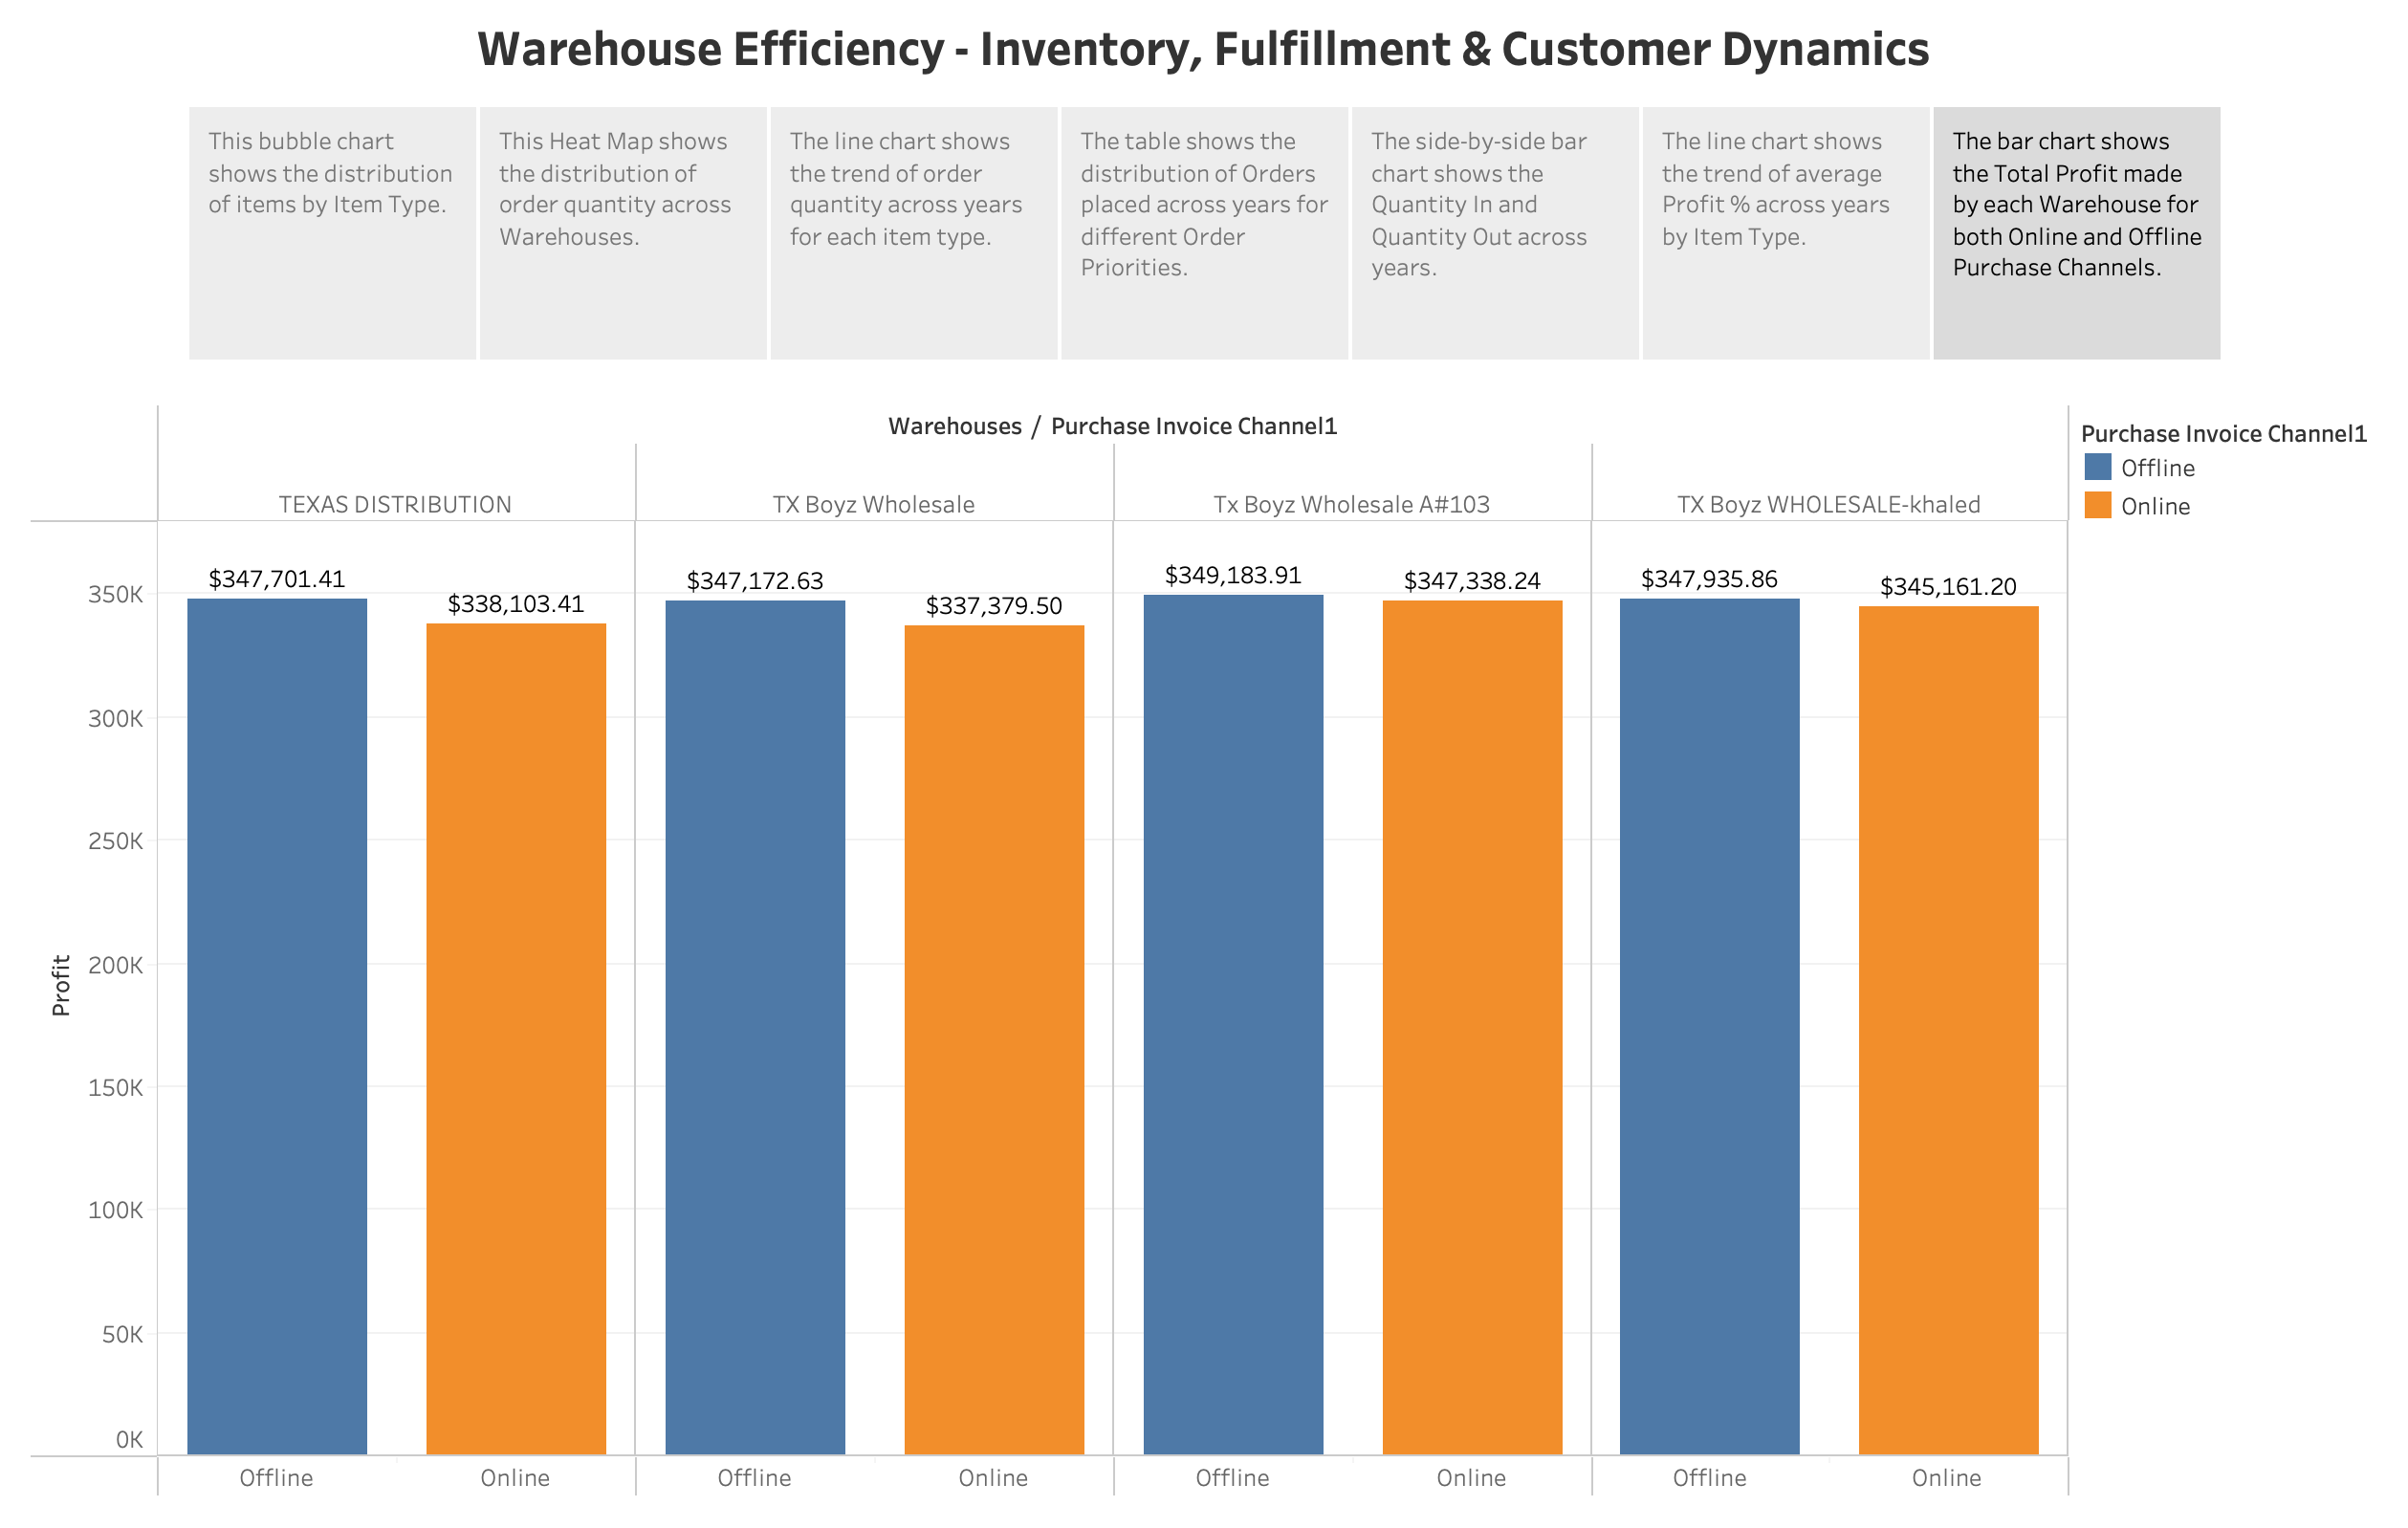 Warehouse Efficiency - Inventory, Fulfillment & Customer Dynamics
This bubble chart
shows the distribution
of items by Item Type.
This Heat Map shows
the distribution of
order quantity across
Warehouses.
The line chart shows
the trend of order
quantity across years
for each item type.
The table shows the
distribution of Orders
placed across years for
different Order
Priorities.
The side-by-side bar
chart shows the
Quantity In and
Quantity Out across
years.
The line chart shows
the trend of average
Profit % across years
by Item Type.
The bar chart shows
the Total Profit made
by each Warehouse for
both Online and Offline
Purchase Channels.
Warehouses / Purchase Invoice Channel1
TEXAS DISTRIBUTION
TX Boyz Wholesale
Tx Boyz Wholesale A#103
TX Boyz WHOLESALE-khaled
Purchase Invoice Channel1
Offline
Online
$347,701.41
$338,103.41
$347,172.63
$337,379.50
$349,183.91
$347,338.24
$347,935.86
$345,161.20
350K
300K
250K
200K
150K
100K
50K
0K
Profit
Offline
Online
Offline
Online
Offline
Online
Offline
Online